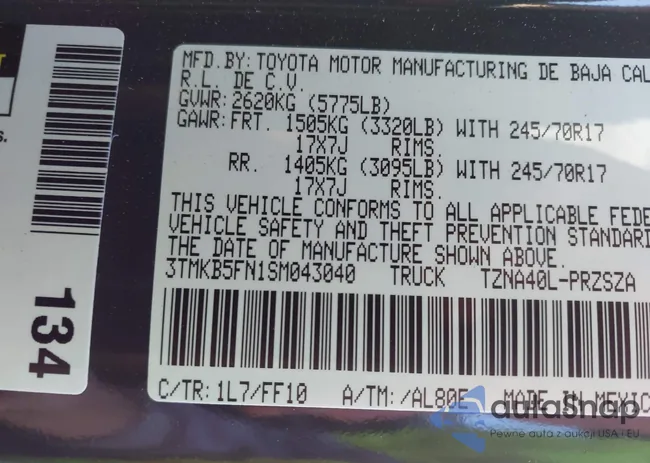 MFD.BY: TOYOTA MOTOR MANUFACTURING DE BAJA CAL
R.L. DE C.V.
GVWR: 2620KG (5775LB)
GAWR: FRT. 1505KG (3320LB) WITH 245/70R17
17X7J RIMS.
RR. 1405KG (3095LB) WITH 245/70R17
17X7J RIMS.
THIS VEHICLE CONFORMS TO ALL APPLICABLE FEDE
VEHICLE SAFETY AND THEFT PREVENTION STANDARD
THE DATE OF MANUFACTURE SHOWN ABOVE.
3TMKB5FN1SM043040 TRUCK TZNA40L-PRZSZA
C/TR: 1L7/FF10 A/TM: /AL80E MADE IN MEXIC
134
autaSnap
Pewne auta z aukcji USA i EU